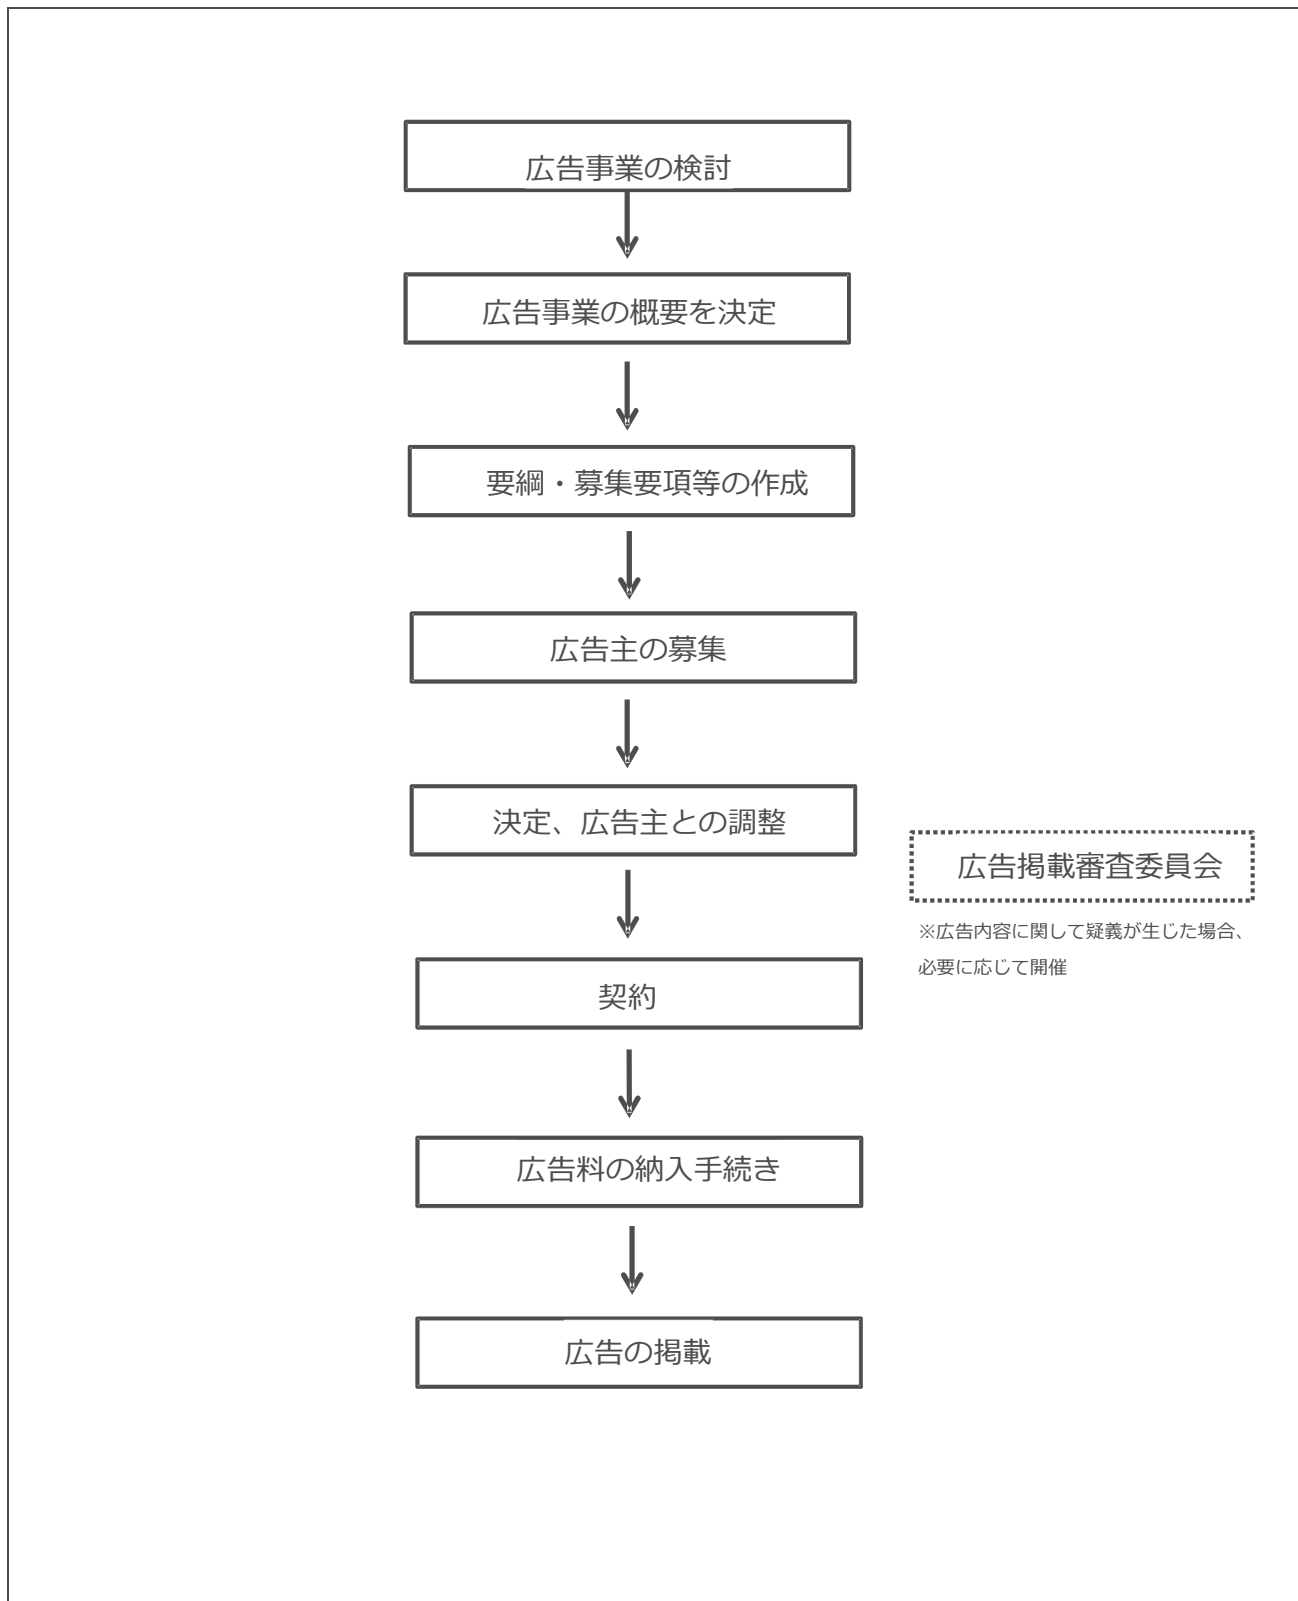 広告事業の検討
広告事業の概要を決定
要綱・募集要項等の作成
広告主の募集
決定、広告主との調整
広告掲載審査委員会
※広告内容に関して疑義が生じた場合、
必要に応じて開催
契約
広告料の納入手続き
広告の掲載